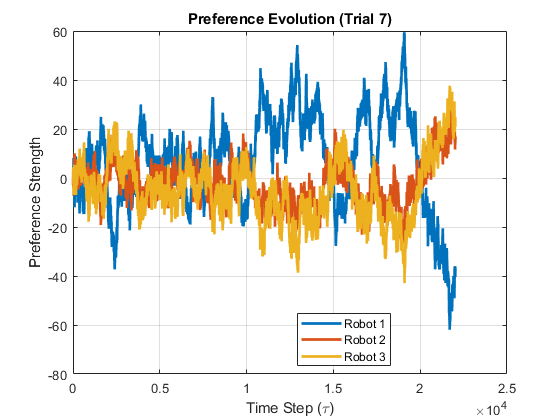 Preference Evolution (Trial 7)
Preference Strength
60
40
20
0
-20
-40
-60
-80
0
0.5
1
1.5
2
2.5
×10⁴
Time Step (τ)
Robot 1
Robot 2
Robot 3